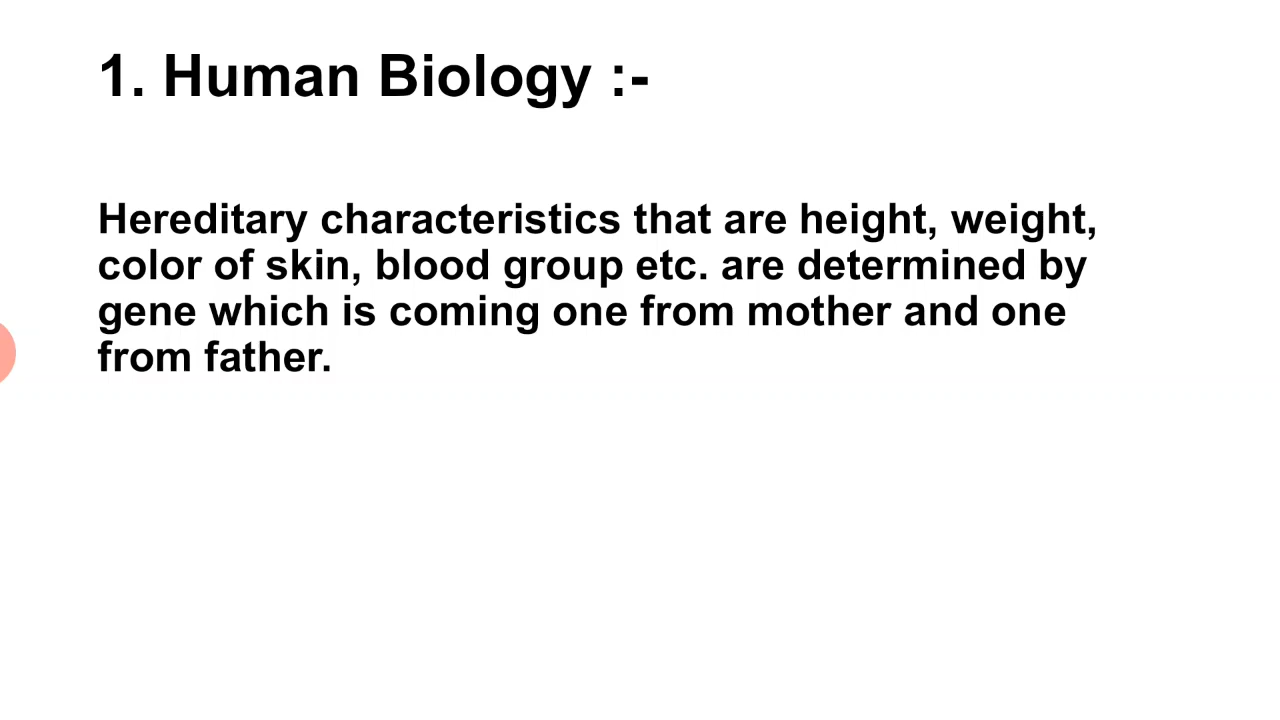 1. Human Biology :-
Hereditary characteristics that are height, weight,
color of skin, blood group etc. are determined by
gene which is coming one from mother and one
from father.